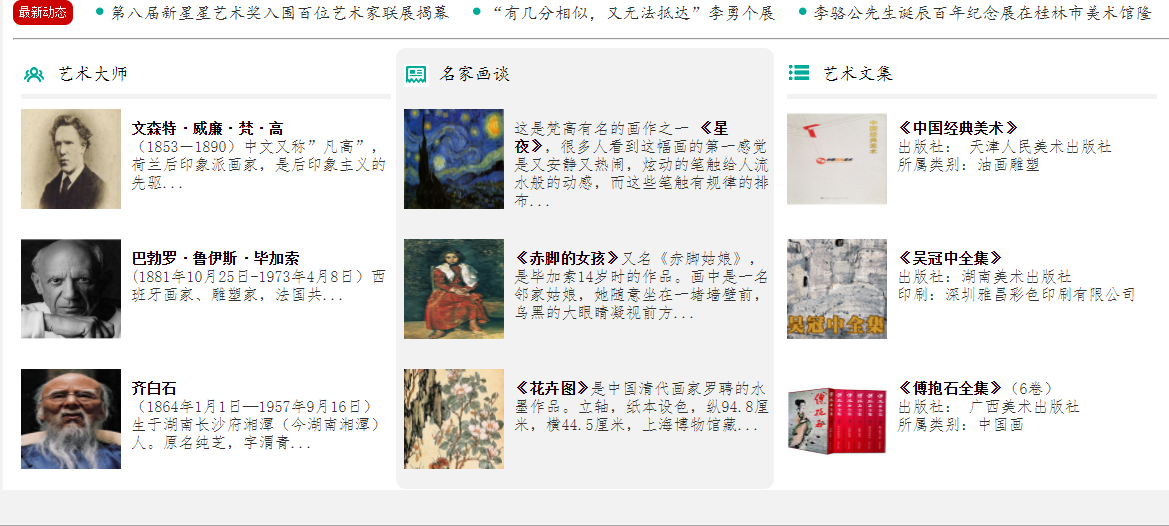 最新动态
第八届新星星艺术奖入围百位艺术家联展揭幕
“有几分相似，又无法抵达”李勇个展
李骆公先生诞辰百年纪念展在桂林市美术馆隆
艺术大师
文森特·威廉·梵·高
（1853－1890）中文又称”凡高”，
荷兰后印象派画家，是后印象主义的
先驱...
巴勃罗·鲁伊斯·毕加索
(1881年10月25日-1973年4月8日）西
班牙画家、雕塑家，法国共...
齐白石
（1864年1月1日—1957年9月16日）
生于湖南长沙府湘潭（今湖南湘潭）
人。原名纯芝，字渭青...
名家画谈
这是梵高有名的画作之一 《星
夜》，很多人看到这幅画的第一感觉
是又安静又热闹，炫动的笔触给人流
水般的动感，而这些笔触有规律的排
布...
《赤脚的女孩》又名《赤脚姑娘》，
是毕加索14岁时的作品。画中是一名
邻家姑娘，她随意坐在一堵墙壁前，
乌黑的大眼睛凝视前方...
《花卉图》是中国清代画家罗聘的水
墨作品。立轴，纸本设色，纵94.8厘
米，横44.5厘米，上海博物馆藏...
艺术文集
《中国经典美术》
出版社： 天津人民美术出版社
所属类别：油画雕塑
中国经典美术
《吴冠中全集》
出版社：湖南美术出版社
印刷：深圳雅昌彩色印刷有限公司
吴冠中全集
《傅抱石全集》（6卷）
出版社： 广西美术出版社
所属类别：中国画
傅抱石